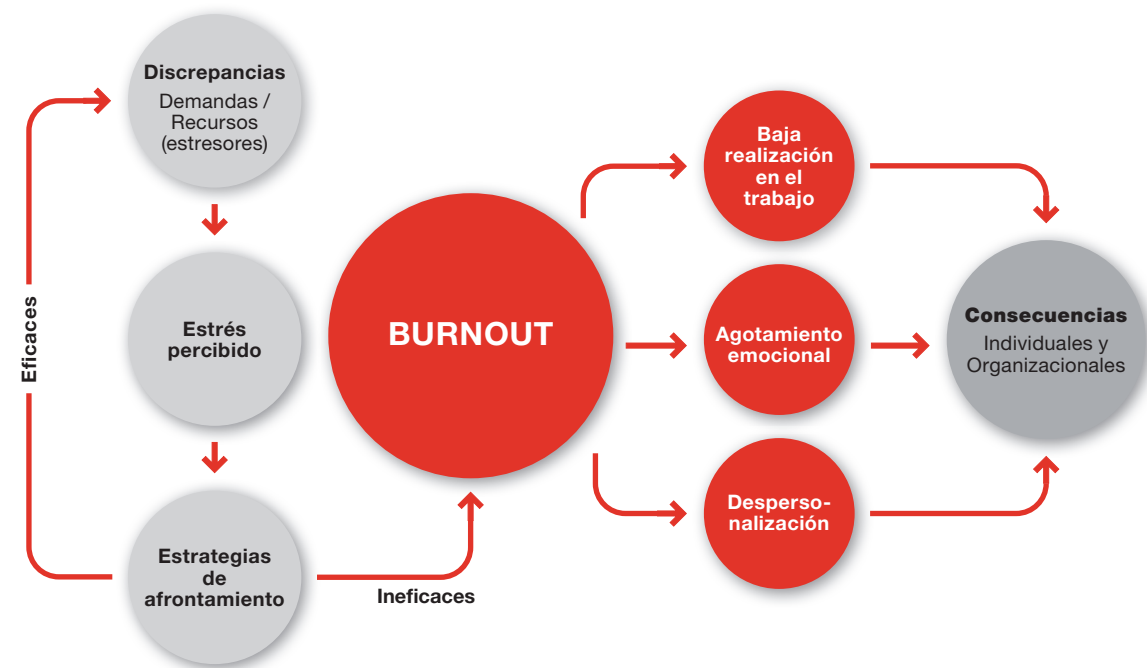 Discrepancias
Demandas /
Recursos
(estresores)
Estrés
percibido
Estrategias
de
afrontamiento
Eficaces
Ineficaces
BURNOUT
Baja
realización
en el
trabajo
Agotamiento
emocional
Desperso-
nalización
Consecuencias
Individuales y
Organizacionales